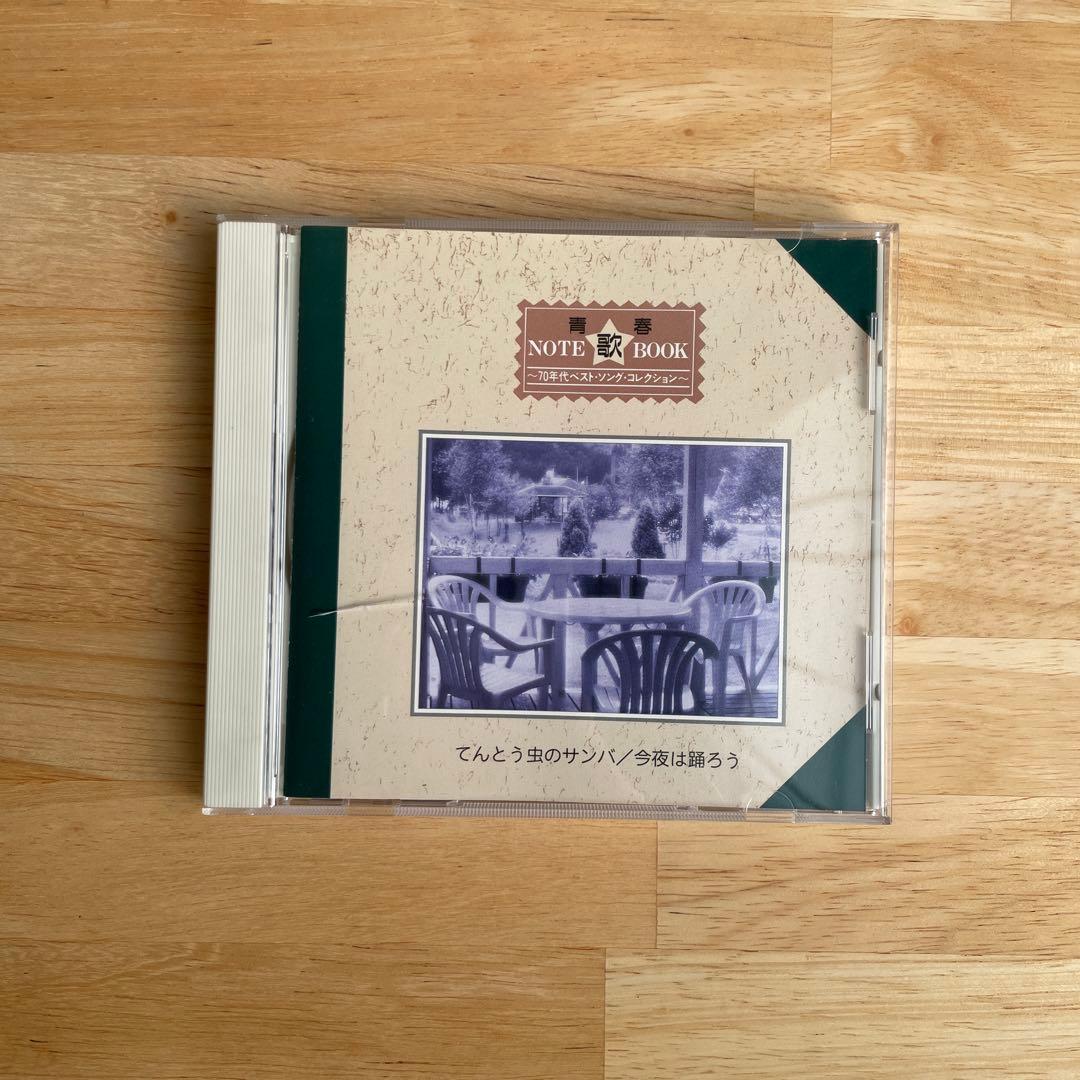 青春
NOTE 歌 BOOK
～70年代ベスト・ソング・コレクション～
てんとう虫のサンバ／今夜は踊ろう